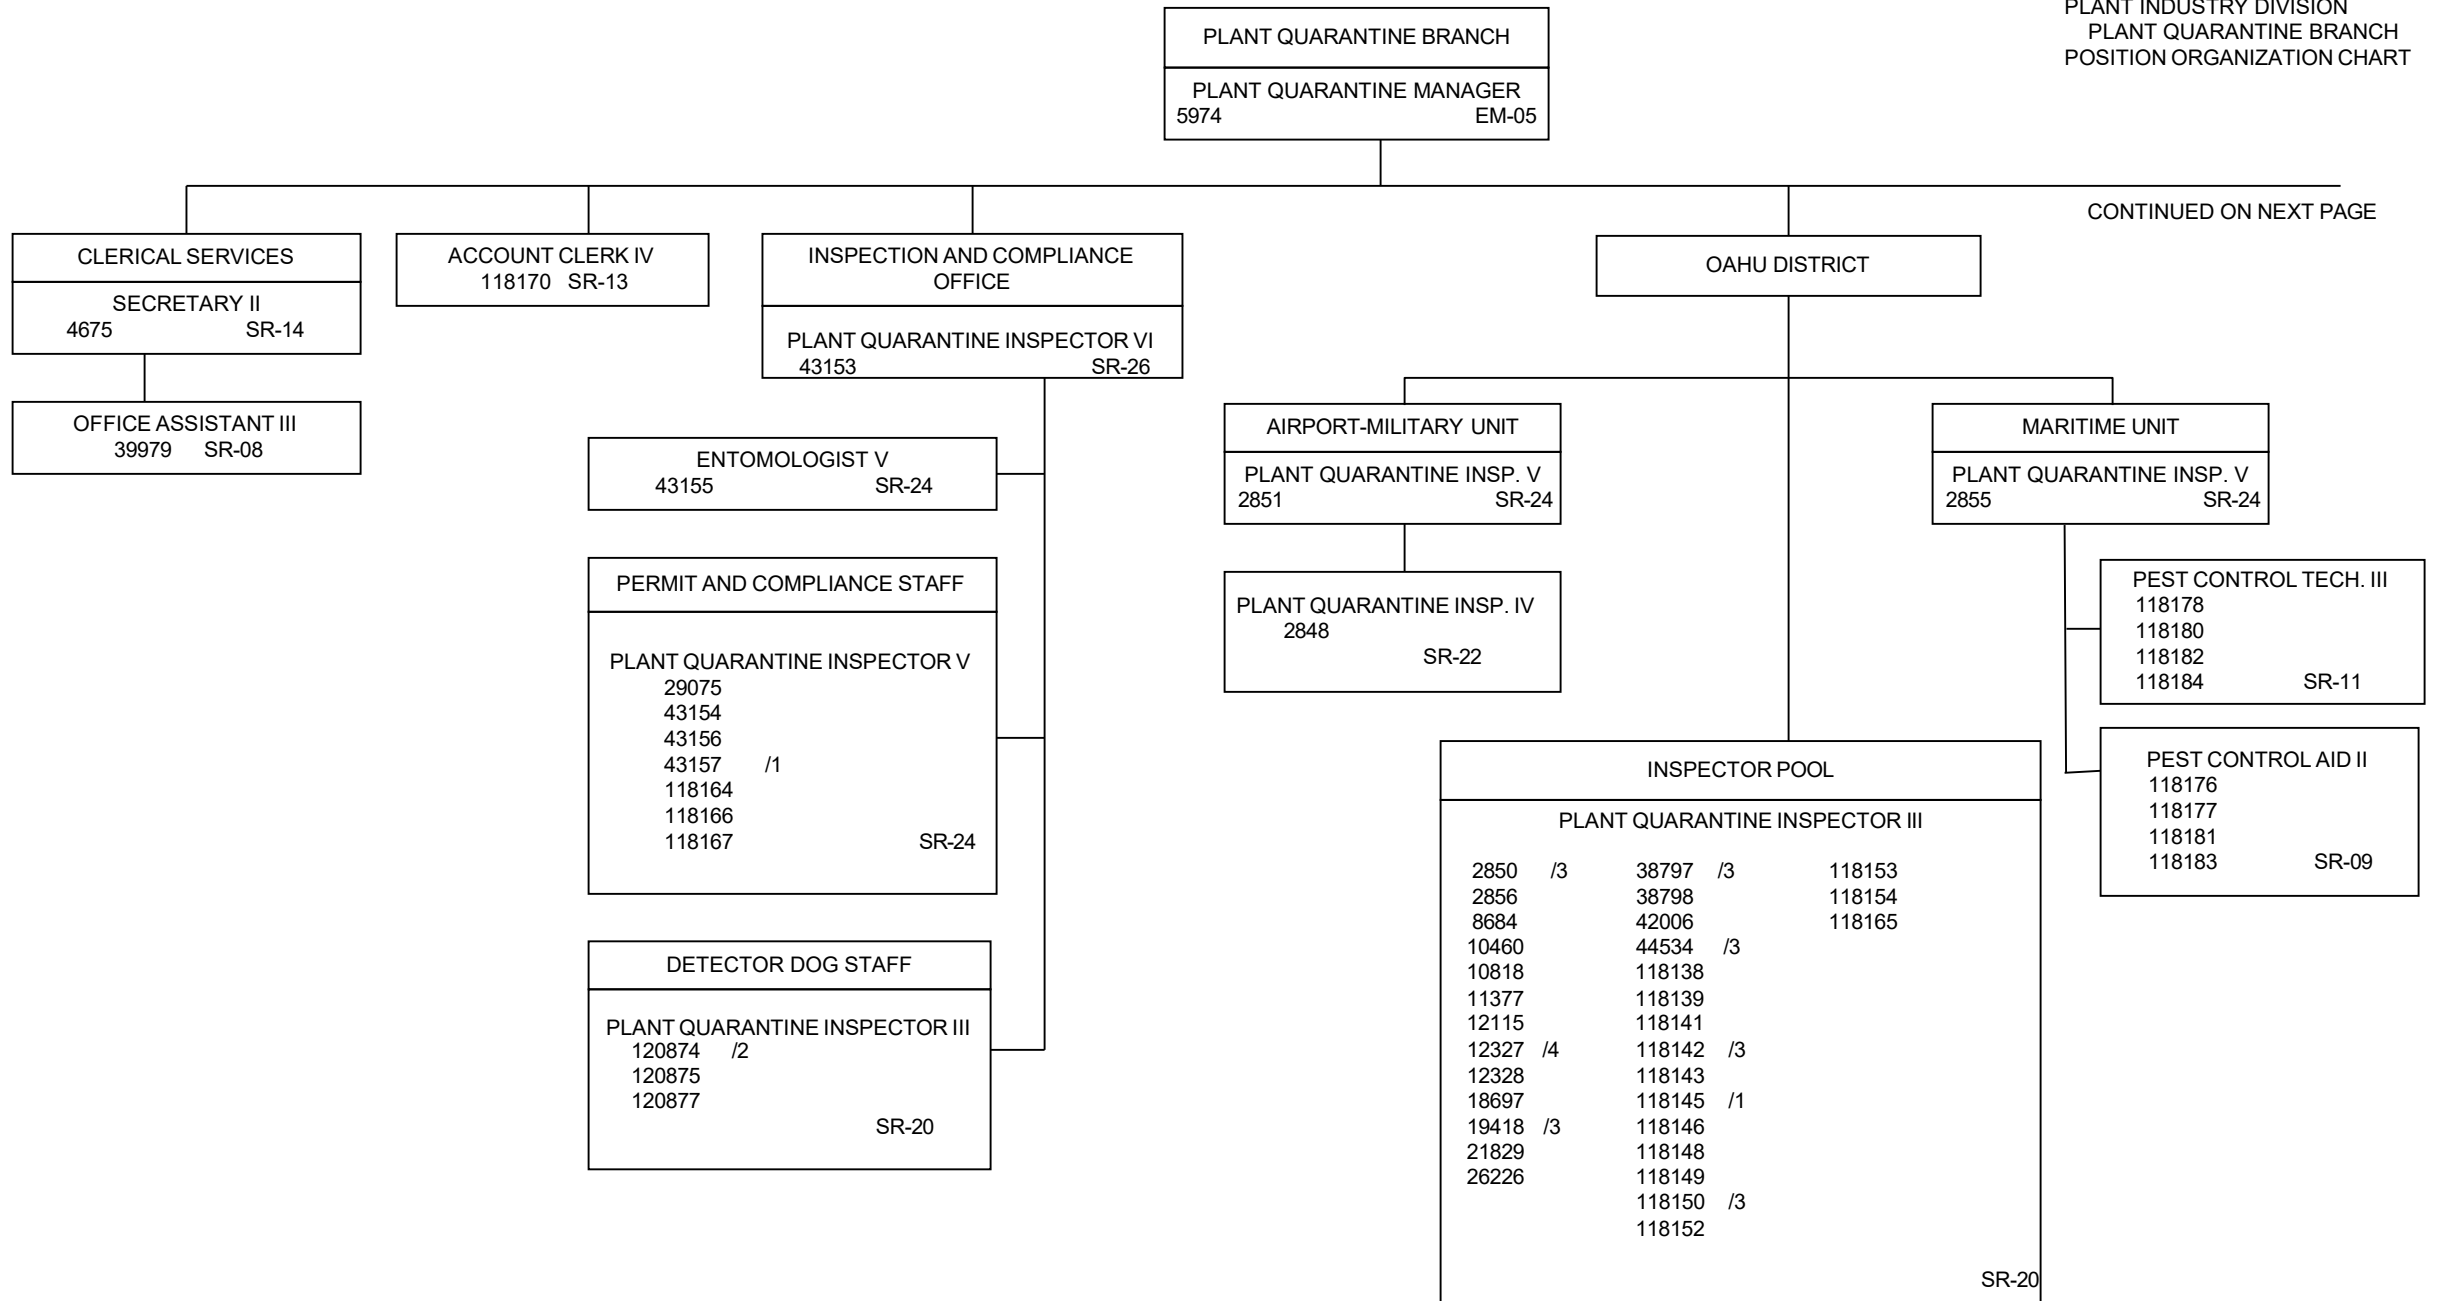 PLANT INDUSTRY DIVISION
PLANT QUARANTINE BRANCH
POSITION ORGANIZATION CHART
PLANT QUARANTINE BRANCH
PLANT QUARANTINE MANAGER
5974 EM-05
CONTINUED ON NEXT PAGE
CLERICAL SERVICES
SECRETARY II
4675 SR-14
OFFICE ASSISTANT III
39979 SR-08
ACCOUNT CLERK IV
118170 SR-13
INSPECTION AND COMPLIANCE
OFFICE
PLANT QUARANTINE INSPECTOR VI
43153 SR-26
ENTOMOLOGIST V
43155 SR-24
PERMIT AND COMPLIANCE STAFF
PLANT QUARANTINE INSPECTOR V
29075
43154
43156
43157 /1
118164
118166
118167 SR-24
DETECTOR DOG STAFF
PLANT QUARANTINE INSPECTOR III
120874 /2
120875
120877
SR-20
OAHU DISTRICT
AIRPORT-MILITARY UNIT
PLANT QUARANTINE INSP. V
2851 SR-24
PLANT QUARANTINE INSP. IV
2848
SR-22
MARITIME UNIT
PLANT QUARANTINE INSP. V
2855 SR-24
PEST CONTROL TECH. III
118178
118180
118182
118184 SR-11
PEST CONTROL AID II
118176
118177
118181
118183 SR-09
INSPECTOR POOL
PLANT QUARANTINE INSPECTOR III
2850 /3 38797 /3 118153
2856 38798 118154
8684 42006 118165
10460 44534 /3
10818 118138
11377 118139
12115 118141
12327 /4 118142 /3
12328 118143
18697 118145 /1
19418 /3 118146
21829 118148
26226 118149
118150 /3
118152
SR-20